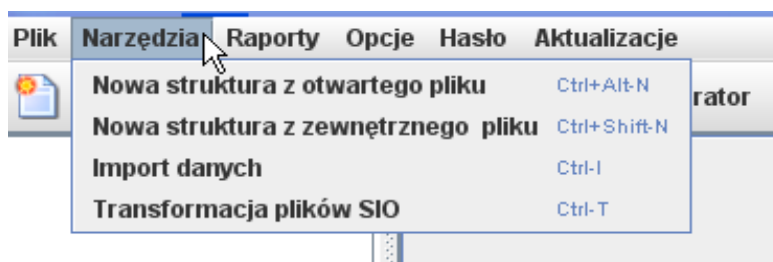 Plik Narzędzia Raporty Opcje Hasło Aktualizacje
Nowa struktura z otwartego pliku Ctrl+Alt-N
rator
Nowa struktura z zewnętrznego pliku Ctrl+Shift-N
Import danych Ctrl-I
Transformacja plików SIO Ctrl-T